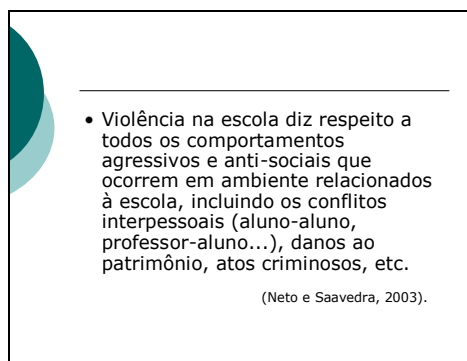 • Violência na escola diz respeito a
todos os comportamentos
agressivos e anti-sociais que
ocorrem em ambiente relacionados
à escola, incluindo os conflitos
interpessoais (aluno-aluno,
professor-aluno...), danos ao
patrimônio, atos criminosos, etc.
(Neto e Saavedra, 2003).